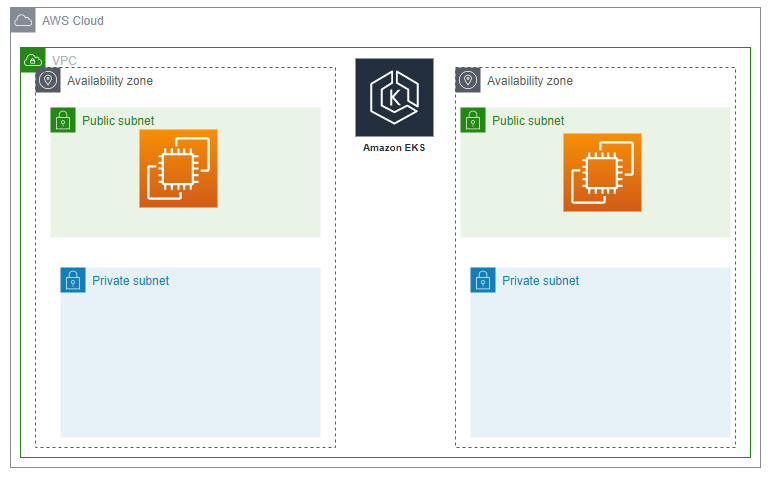 AWS Cloud
VPC
Availability zone
Public subnet
Private subnet
K
Amazon EKS
Availability zone
Public subnet
Private subnet